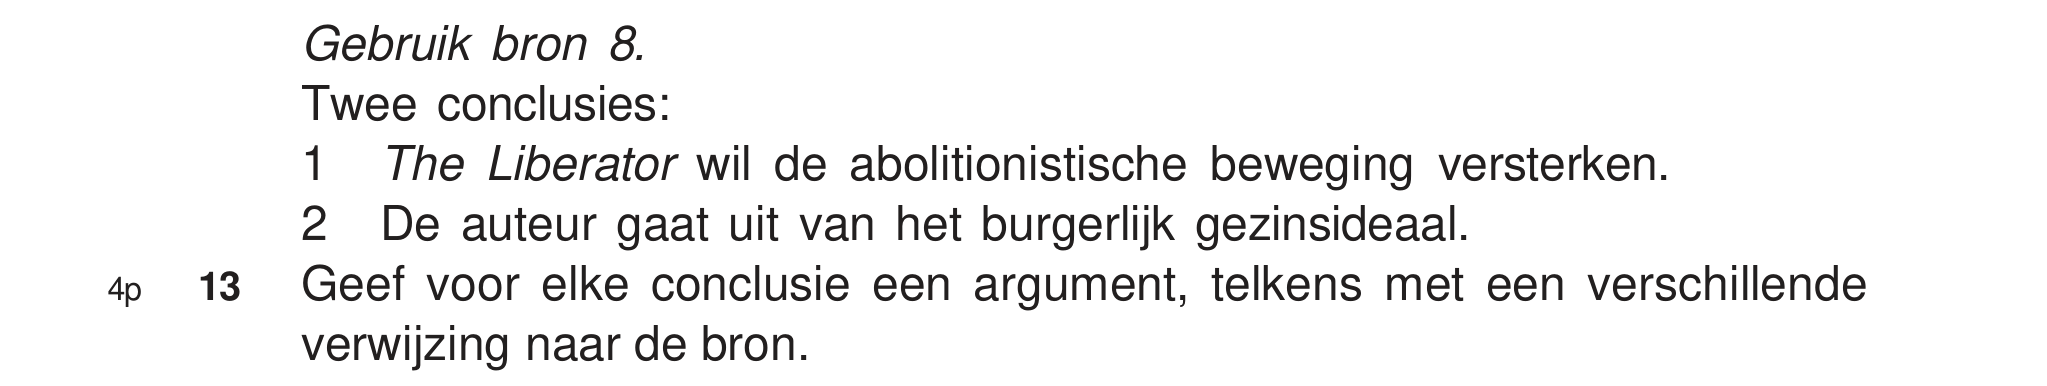 Gebruik bron 8.
Twee conclusies:
1 The Liberator wil de abolitionistische beweging versterken.
2 De auteur gaat uit van het burgerlijk gezinsideaal.
4p 13 Geef voor elke conclusie een argument, telkens met een verschillende
verwijzing naar de bron.